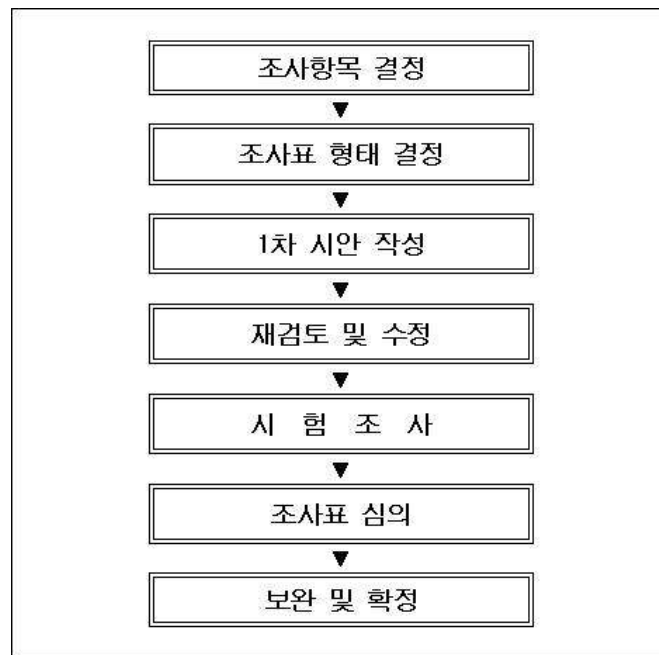 조사항목 결정
▼
조사표 형태 결정
▼
1차 시안 작성
▼
재검토 및 수정
▼
시 험 조 사
▼
조사표 심의
▼
보완 및 확정